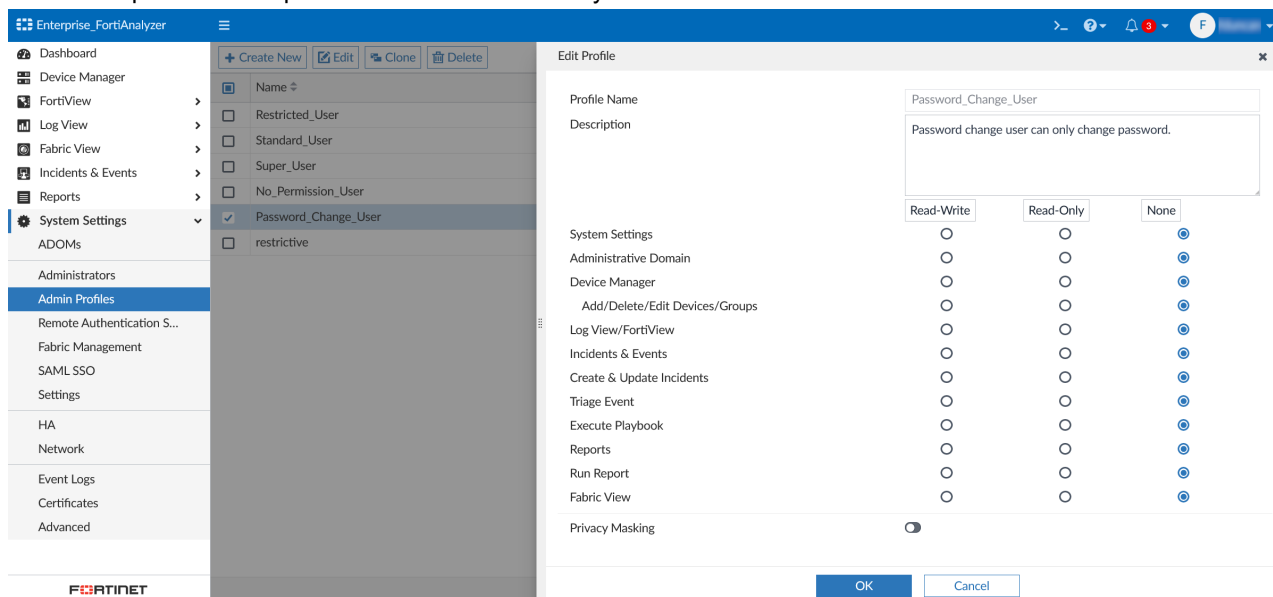 Enterprise_FortiAnalyzer
>_
3
F
Dashboard
Device Manager
FortiView
Log View
Fabric View
Incidents & Events
Reports
System Settings
ADOMs
Administrators
Admin Profiles
Remote Authentication S...
Fabric Management
SAML SSO
Settings
HA
Network
Event Logs
Certificates
Advanced
FORTINET
+ Create New Edit Clone Delete
Name
Restricted_User
Standard_User
Super_User
No_Permission_User
Password_Change_User
restrictive
Edit Profile
Profile Name Password_Change_User
Description Password change user can only change password.
Read-Write Read-Only None
System Settings
Administrative Domain
Device Manager
Add/Delete/Edit Devices/Groups
Log View/FortiView
Incidents & Events
Create & Update Incidents
Triage Event
Execute Playbook
Reports
Run Report
Fabric View
Privacy Masking
OK Cancel